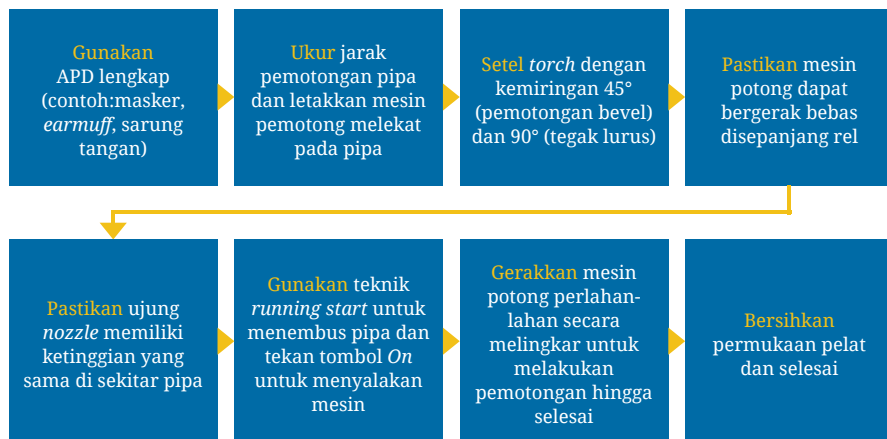 Gunakan
APD lengkap
(contoh:masker,
earmuff, sarung
tangan)
Ukur jarak
pemotongan pipa
dan letakkan mesin
pemotong melekat
pada pipa
Setel torch dengan
kemiringan 45°
(pemotongan bevel)
dan 90° (tegak lurus)
Pastikan mesin
potong dapat
bergerak bebas
disepanjang rel
Pastikan ujung
nozzle memiliki
ketinggian yang
sama di sekitar pipa
Gunakan teknik
running start untuk
menembus pipa dan
tekan tombol On
untuk menyalakan
mesin
Gerakkan mesin
potong perlahan-
lahan secara
melingkar untuk
melakukan
pemotongan hingga
selesai
Bersihkan
permukaan pelat
dan selesai